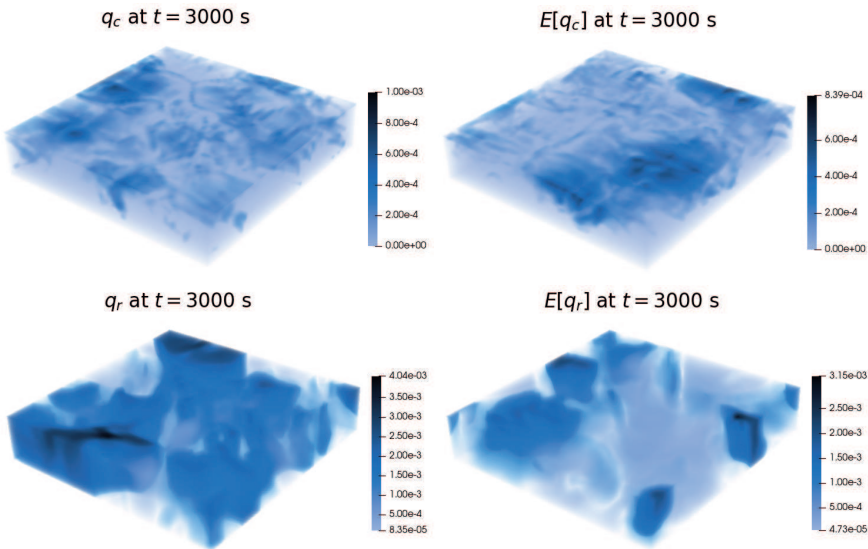 q_c at t = 3000 s
E[q_c] at t = 3000 s
1.00e-03
8.00e-4
6.00e-4
4.00e-4
2.00e-4
0.00e+00
8.39e-04
6.00e-4
4.00e-4
2.00e-4
0.00e+00
q_r at t = 3000 s
E[q_r] at t = 3000 s
4.04e-03
3.50e-3
3.00e-3
2.50e-3
2.00e-3
1.50e-3
1.00e-3
5.00e-4
8.35e-05
3.15e-03
2.50e-3
2.00e-3
1.50e-3
1.00e-3
5.00e-4
4.73e-05